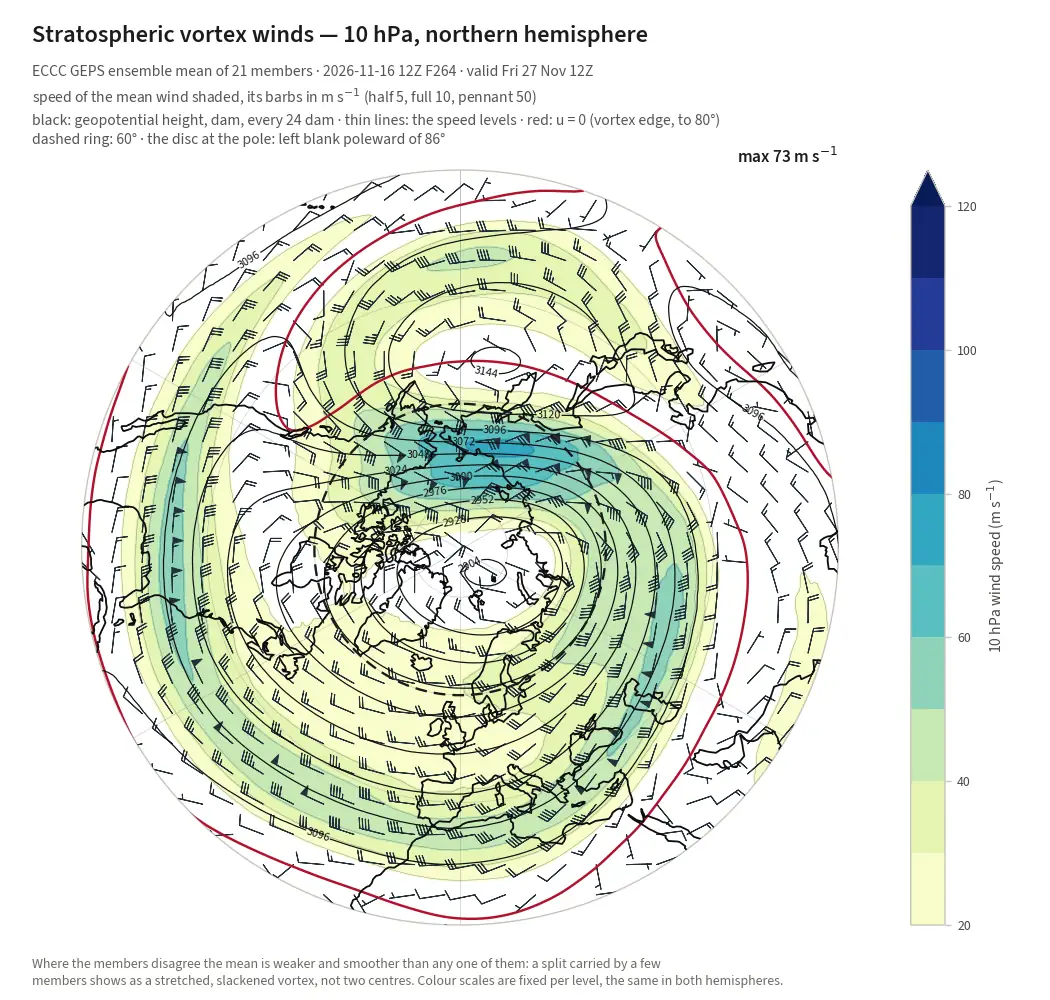 Stratospheric vortex winds — 10 hPa, northern hemisphere
ECCC GEPS ensemble mean of 21 members · 2026-11-16 12Z F264 · valid Fri 27 Nov 12Z
speed of the mean wind shaded, its barbs in m s⁻¹ (half 5, full 10, pennant 50)
black: geopotential height, dam, every 24 dam · thin lines: the speed levels · red: u = 0 (vortex edge, to 80°)
dashed ring: 60° · the disc at the pole: left blank poleward of 86°
max 73 m s⁻¹
120
100
80
60
40
20
10 hPa wind speed (m s⁻¹)
3096
3144
3120
3096
3096
3072
3024
2976
2952
3096
Where the members disagree the mean is weaker and smoother than any one of them: a split carried by a few
members shows as a stretched, slackened vortex, not two centres. Colour scales are fixed per level, the same in both hemispheres.